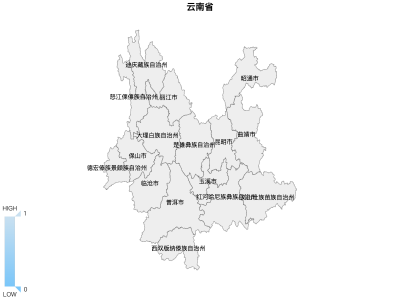 云南省
迪庆藏族自治州
昭通市
怒江傈僳族自治州
丽江市
大理白族自治州
楚雄彝族自治州
昆明市
曲靖市
保山市
德宏傣族景颇族自治州
临沧市
玉溪市
普洱市
红河哈尼族彝族自治州
文山壮族苗族自治州
西双版纳傣族自治州
HIGH
1
0
LOW